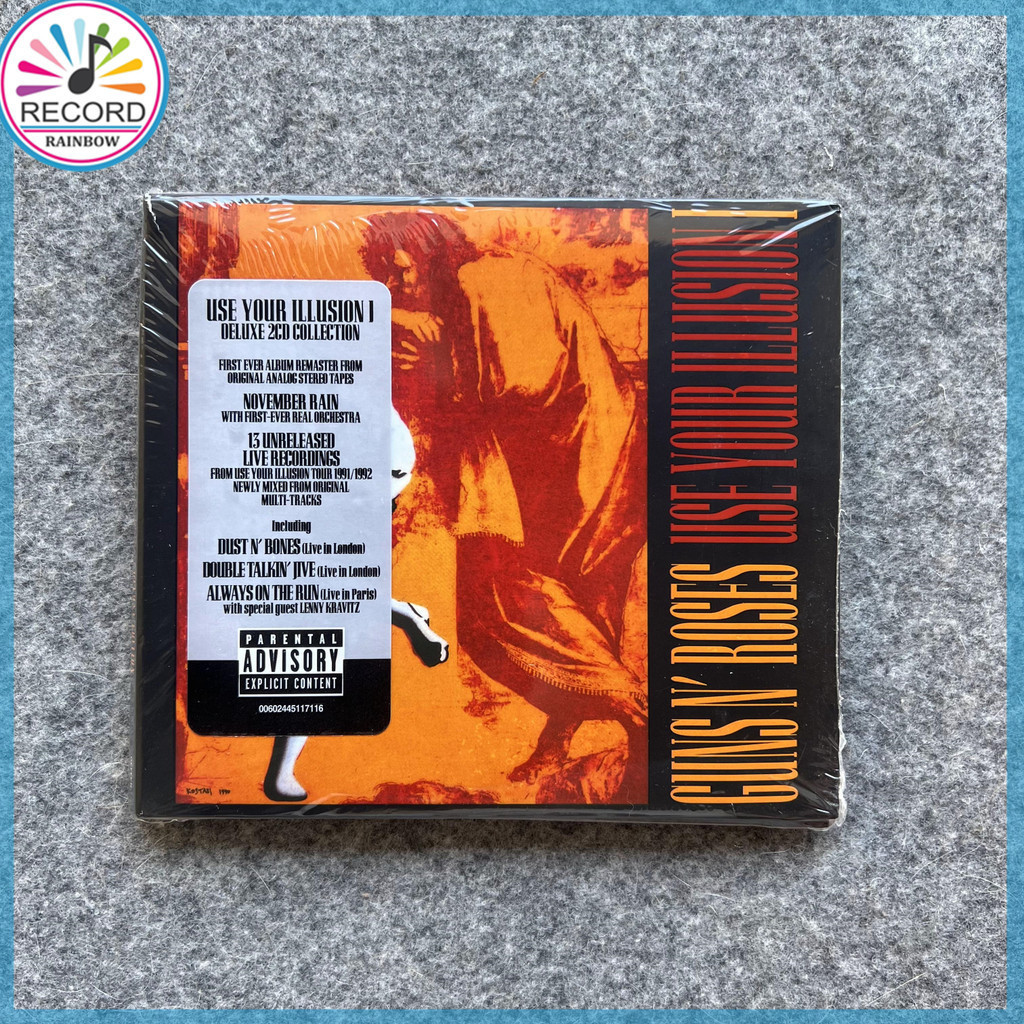 RECORD
RAINBOW
USE YOUR ILLUSION I
DELUXE 2CD COLLECTION
FIRST EVER ALBUM REMASTER FROM
ORIGINAL ANALOG STEREO TAPES
NOVEMBER RAIN
WITH FIRST-EVER REAL ORCHESTRA
13 UNRELEASED
LIVE RECORDINGS
FROM USE YOUR ILLUSION TOUR 1991/1992
NEWLY MIXED FROM ORIGINAL
MULTI-TRACKS
Including
DUST N' BONES (Live in London)
DOUBLE TALKIN' JIVE (Live in London)
ALWAYS ON THE RUN (Live in Paris)
with special guest LENNY KRAVITZ
PARENTAL
ADVISORY
EXPLICIT CONTENT
00602445117116
KOSTABI 1990
GUNS N' ROSES USE YOUR ILLUSION I